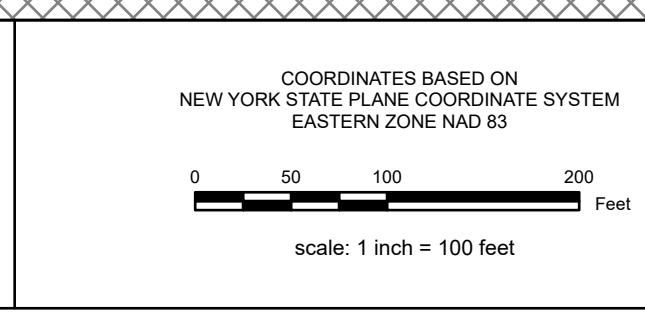 COORDINATES BASED ON
NEW YORK STATE PLANE COORDINATE SYSTEM
EASTERN ZONE NAD 83
0 50 100 200
Feet
scale: 1 inch = 100 feet